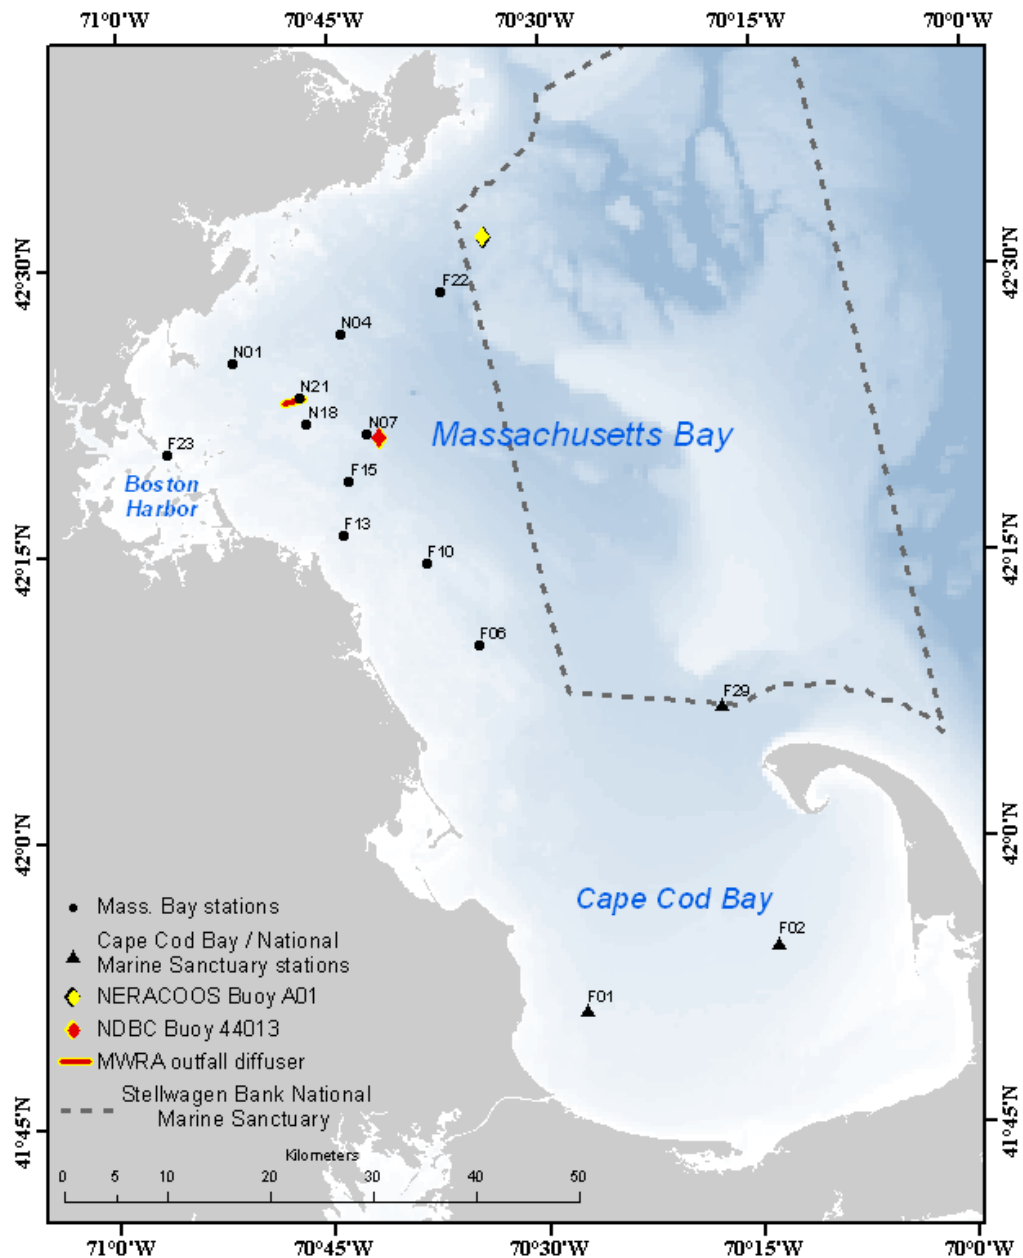 71°0'W 70°45'W 70°30'W 70°15'W 70°0'W
42°30'N
42°30'N
F22
N04
N01
N21
N18
N07
Massachusetts Bay
F23
F15
Boston
Harbor
F13
F10
42°15'N
42°15'N
F06
F29
42°0'N
42°0'N
Cape Cod Bay
F02
F01
Mass. Bay stations
Cape Cod Bay / National
Marine Sanctuary stations
NERACOOS Buoy A01
NDBC Buoy 44013
MWRA outfall diffuser
Stellwagen Bank National
Marine Sanctuary
41°45'N
41°45'N
Kilometers
0 5 10 20 30 40 50
71°0'W 70°45'W 70°30'W 70°15'W 70°0'W